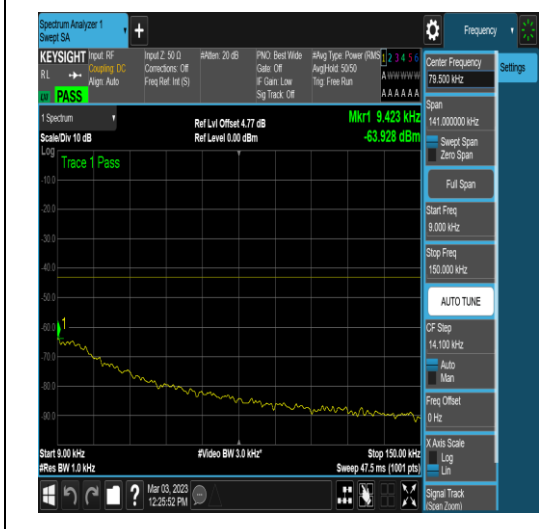 Spectrum Analyzer 1
Swept SA
+
Frequency
KEYSIGHT
RL
PASS
Input: RF
Coupling: DC
Align: Auto
Input Z: 50 Ω
Corrections: Off
Freq Ref: Int (S)
#Atten: 20 dB
PNO: Best Wide
Gate: Off
IF Gain: Low
Sig Track: Off
#Avg Type: Power (RMS)
Avg|Hold: 50/50
Trig: Free Run
1 2 3 4 5 6
A W W W W W
A A A A A A
1 Spectrum
Scale/Div 10 dB
Ref Lvl Offset 4.77 dB
Ref Level 0.00 dBm
Mkr1 9.423 kHz
-63.928 dBm
Log
Trace 1 Pass
-10.0
-20.0
-30.0
-40.0
-50.0
-60.0
-70.0
-80.0
-90.0
1
Start 9.00 kHz
#Res BW 1.0 kHz
#Video BW 3.0 kHz*
Stop 150.00 kHz
Sweep 47.5 ms (1001 pts)
?
Mar 03, 2023
12:25:52 PM
Center Frequency
79.500 kHz
Span
141.000000 kHz
Swept Span
Zero Span
Full Span
Start Freq
9.000 kHz
Stop Freq
150.000 kHz
AUTO TUNE
CF Step
14.100 kHz
Auto
Man
Freq Offset
0 Hz
X Axis Scale
Log
Lin
Signal Track
(Span Zoom)
Settings